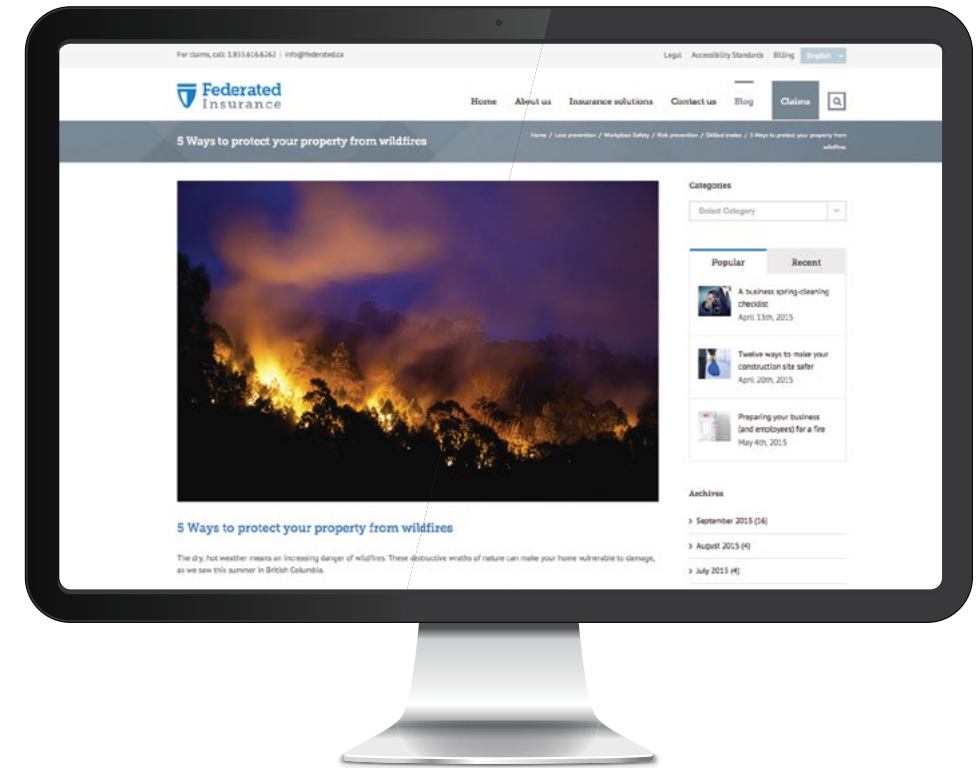 For claims, call: 1.855.616.6262 | info@federated.ca
Legal Accessibility Standards Billing English
Federated
Insurance
Home About us Insurance solutions Contact us Blog Claims
5 Ways to protect your property from wildfires
Home / Loss prevention / Workplace Safety / Risk prevention / Skilled trades / 5 Ways to protect your property from
wildfires
Categories
Select Category
Popular Recent
A business spring-cleaning
checklist
April 13th, 2015
Twelve ways to make your
construction site safer
April 20th, 2015
Preparing your business
(and employees) for a fire
May 4th, 2015
Archives
> September 2015 (16)
> August 2015 (4)
> July 2015 (4)
5 Ways to protect your property from wildfires
The dry, hot weather means an increasing danger of wildfires. These destructive wraths of nature can make your home vulnerable to damage,
as we saw this summer in British Columbia.